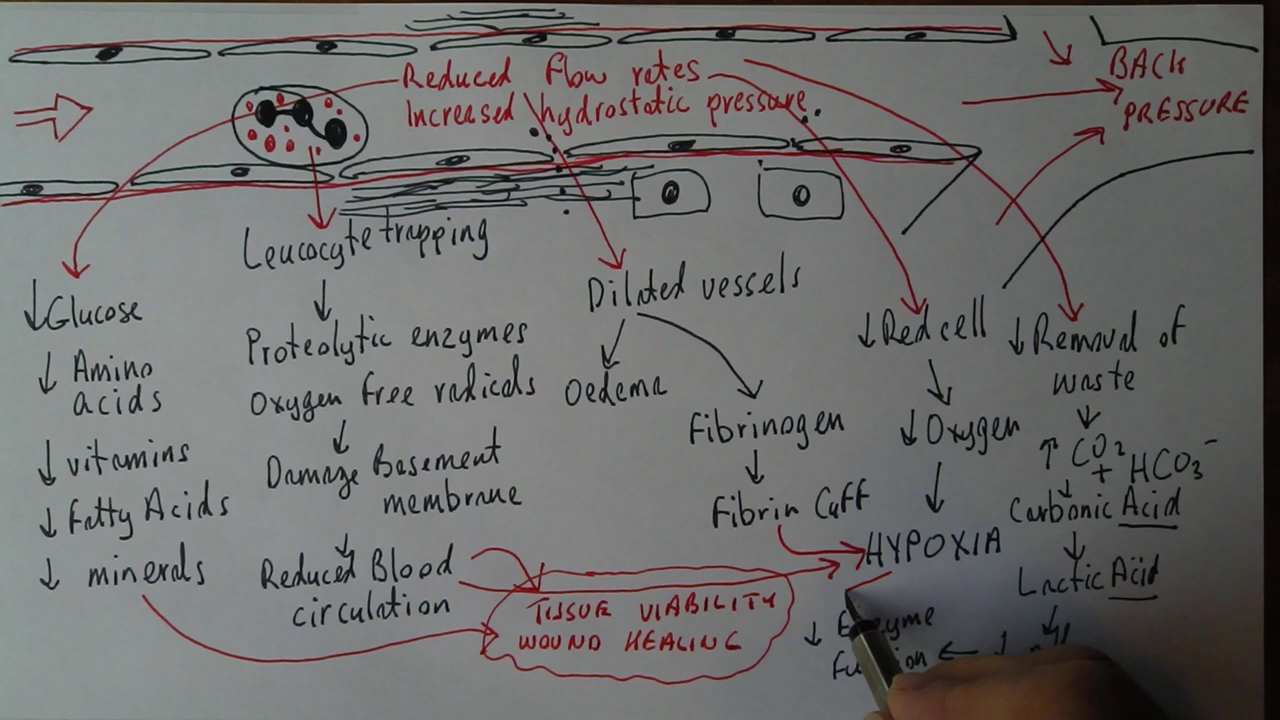 Reduced Flow rates
Increased hydrostatic pressure
BACK
PRESSURE
Leucocyte trapping
↓ Glucose
↓ Amino
acids
↓ vitamins
↓ Fatty Acids
↓ minerals
↓
Proteolytic enzymes
Oxygen free radicals
↓
Damage Basement
membrane
↓
Reduced Blood
circulation
Dilated vessels
Oedema
Fibrinogen
↓
Fibrin Cuff
↓ Red cell
↓ Oxygen
↓
HYPOXIA
↓ Removal of
waste
↓
↑ CO2
+ HCO3-
↓
Carbonic Acid
↓
Lactic Acid
↓ Enzyme
Function ←
TISSUE VIABILITY
WOUND HEALING